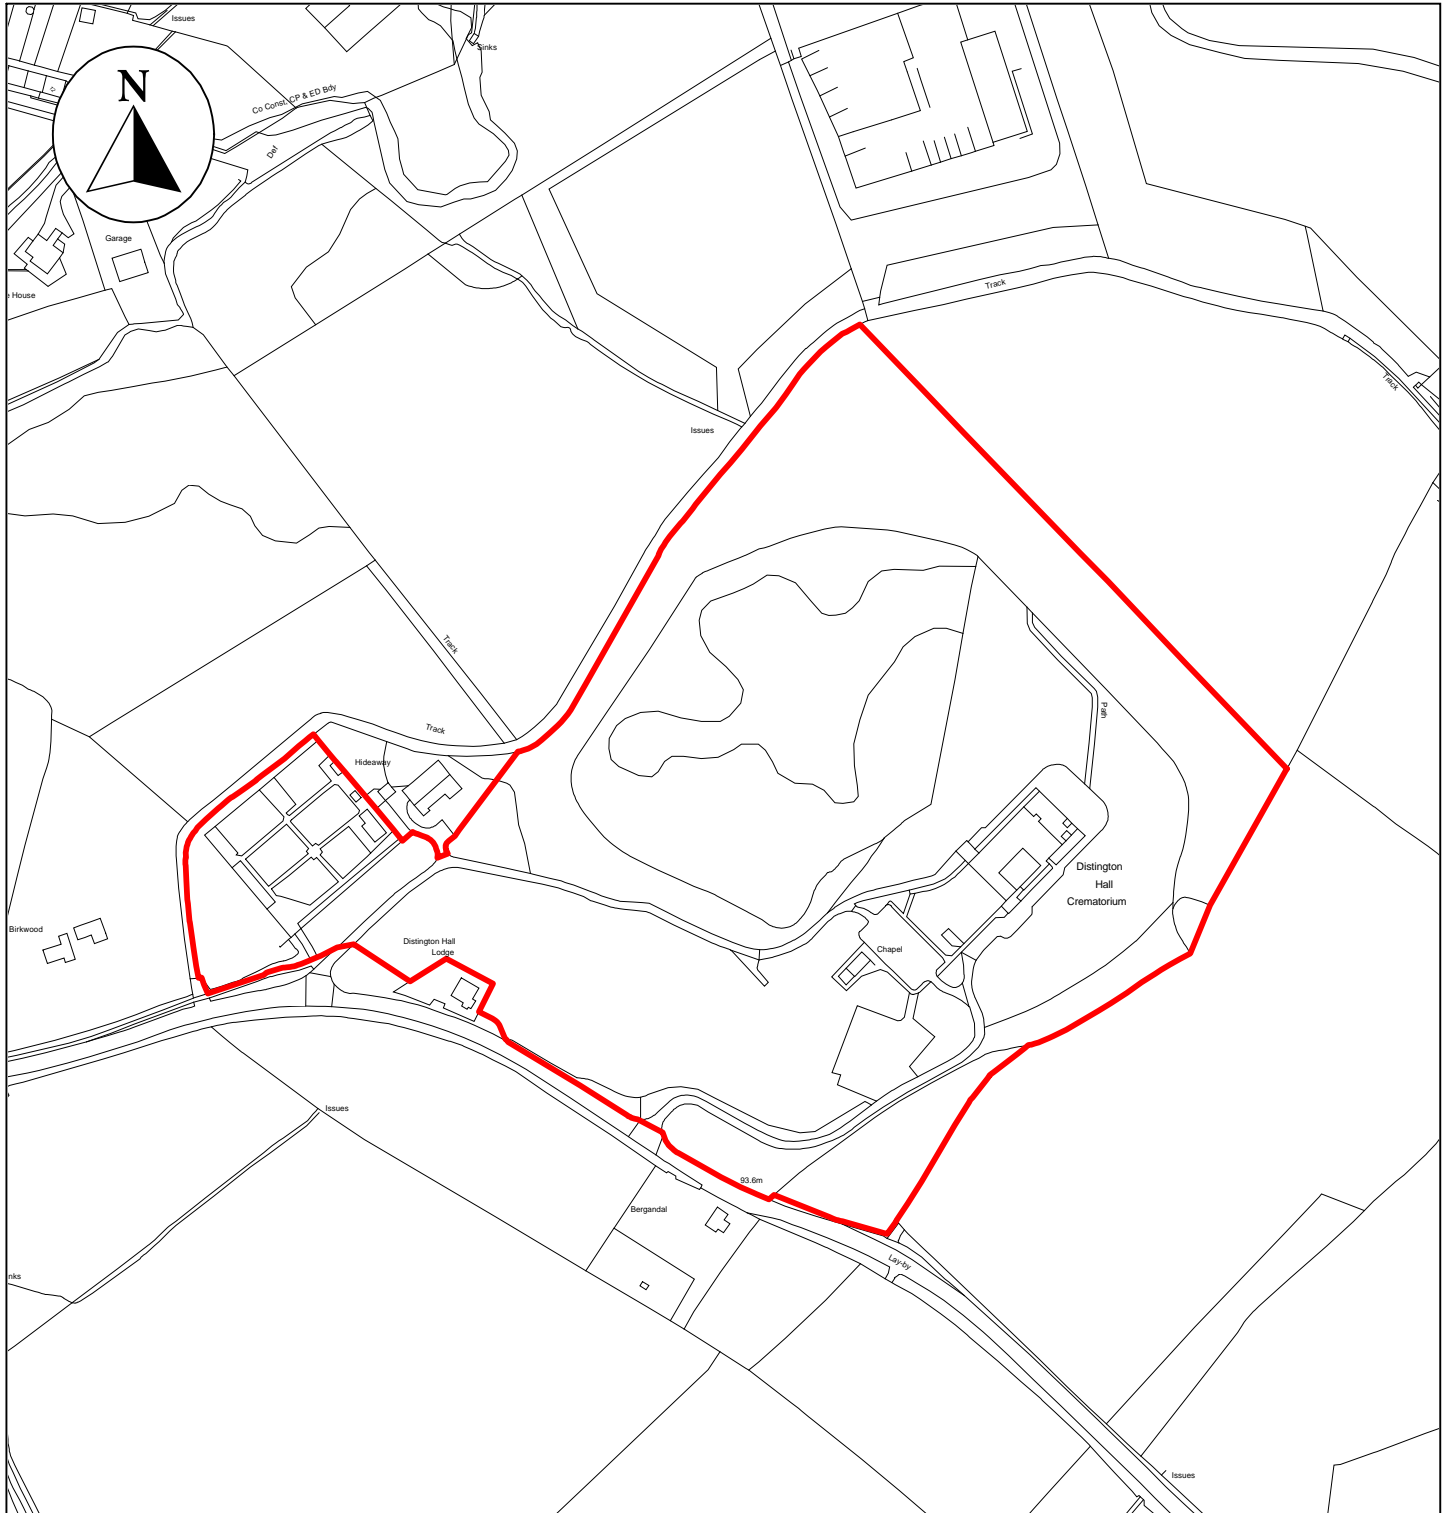 Issues
Sinks
N
Co Const, CP & ED Bdy
Def
Garage
e House
Track
Track
Issues
Track
Path
Track
Hideaway
Distington
Hall
Crematorium
Birkwood
Distington Hall
Lodge
Chapel
Issues
93.6m
Bergandal
Lay-by
nks
Issues